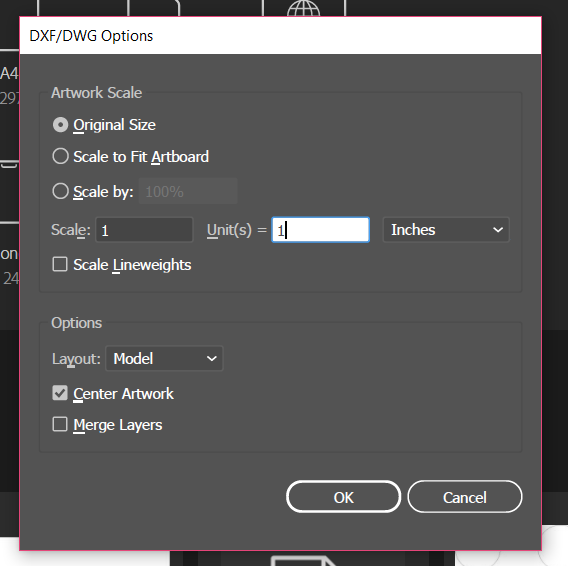 DXF/DWG Options
A4
297
Artwork Scale
Original Size
Scale to Fit Artboard
Scale by: 100%
Scale: 1 Unit(s) = 1 Inches
Scale Lineweights
on
24
Options
Layout: Model
Center Artwork
Merge Layers
OK Cancel